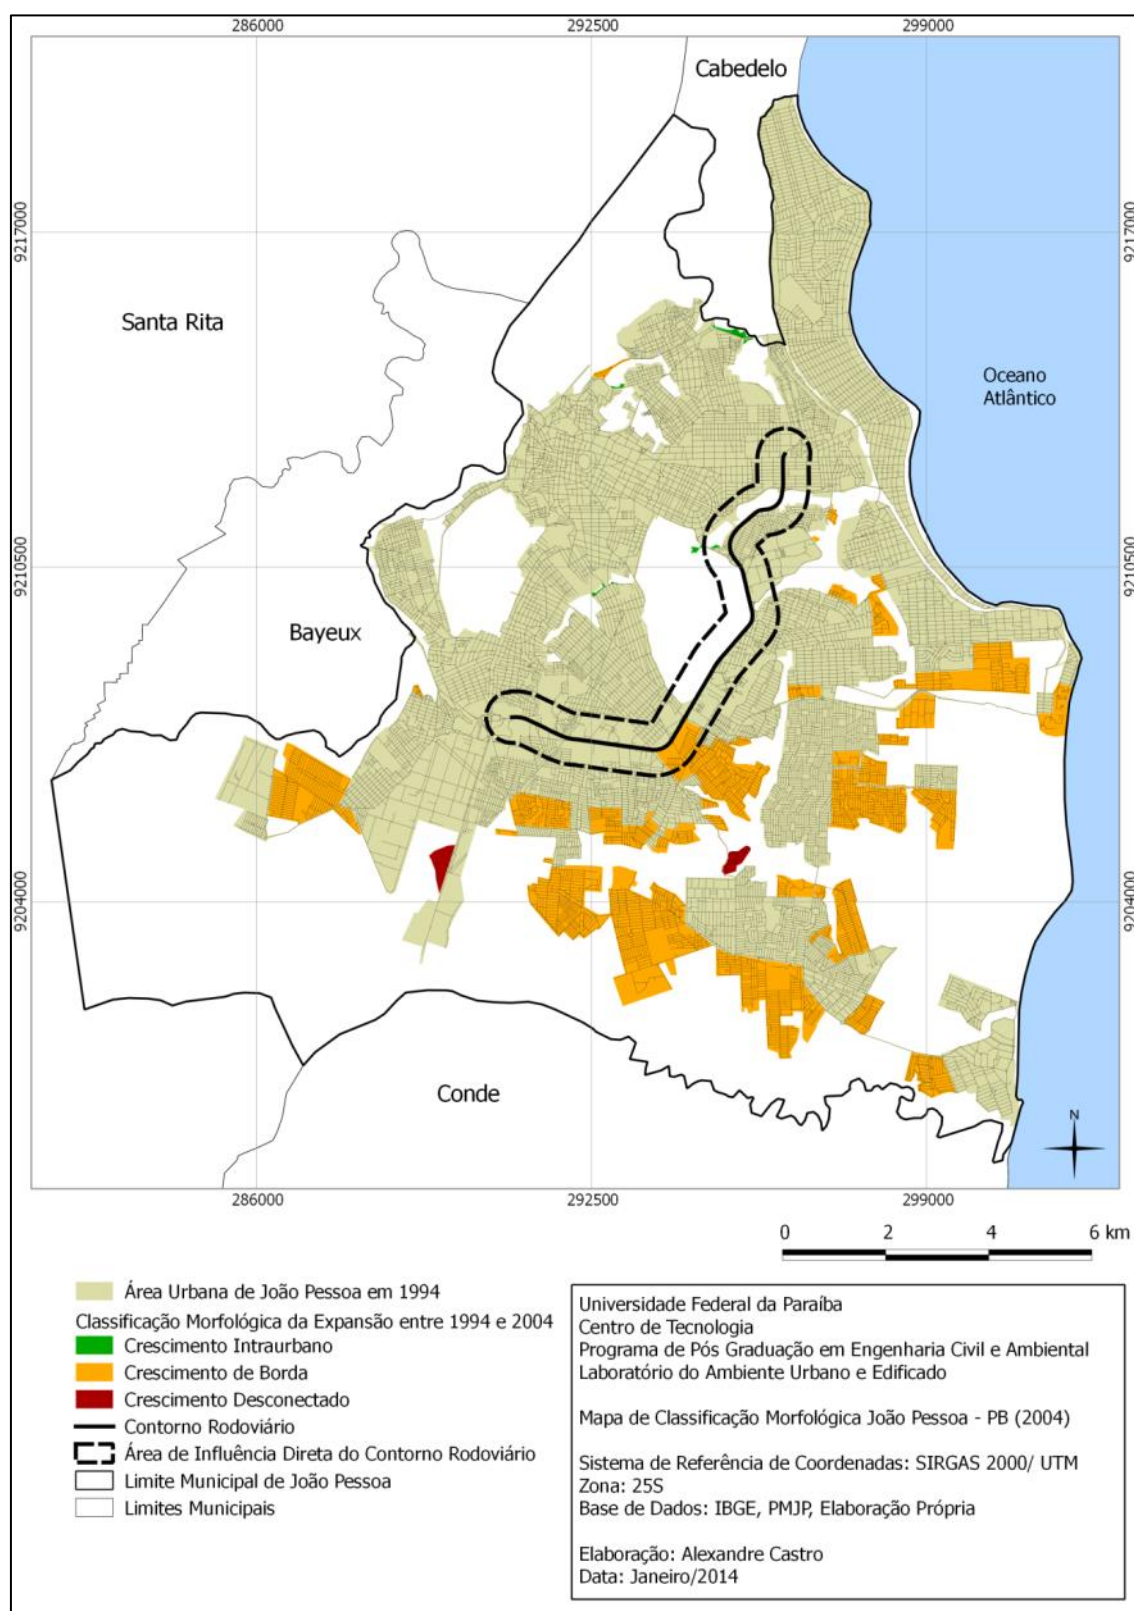 286000
292500
299000
Cabedelo
9217000
9217000
Santa Rita
Oceano
Atlântico
9210500
9210500
Bayeux
9204000
9204000
Conde
N
286000
292500
299000
0 2 4 6 km
Área Urbana de João Pessoa em 1994
Classificação Morfológica da Expansão entre 1994 e 2004
Crescimento Intraurbano
Crescimento de Borda
Crescimento Desconectado
Contorno Rodoviário
Área de Influência Direta do Contorno Rodoviário
Limite Municipal de João Pessoa
Limites Municipais
Universidade Federal da Paraíba
Centro de Tecnologia
Programa de Pós Graduação em Engenharia Civil e Ambiental
Laboratório do Ambiente Urbano e Edificado
Mapa de Classificação Morfológica João Pessoa - PB (2004)
Sistema de Referência de Coordenadas: SIRGAS 2000/ UTM
Zona: 25S
Base de Dados: IBGE, PMJP, Elaboração Própria
Elaboração: Alexandre Castro
Data: Janeiro/2014